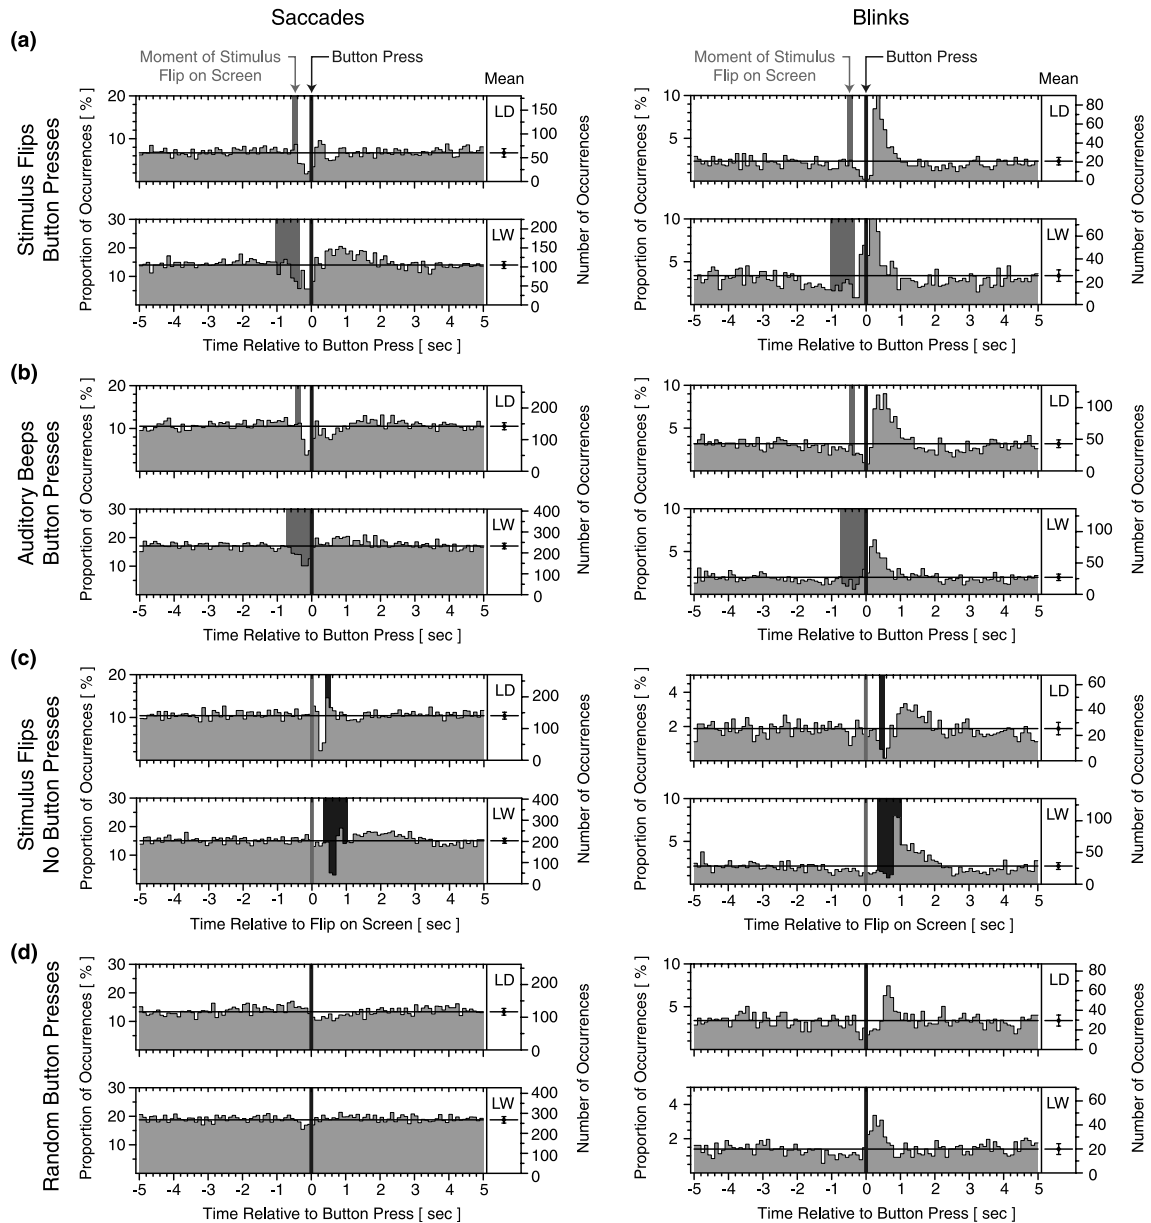 Saccades
Blinks
(a)
Moment of Stimulus
Flip on Screen
Button Press
Mean
Moment of Stimulus
Flip on Screen
Button Press
Mean
Stimulus Flips
Button Presses
Proportion of Occurrences [ % ]
20
10
LD
150
100
50
0
Number of Occurrences
10
5
LD
80
60
40
20
0
Number of Occurrences
Proportion of Occurrences [ % ]
30
20
10
LW
200
150
100
50
0
10
5
LW
60
40
20
0
-5 -4 -3 -2 -1 0 1 2 3 4 5
Time Relative to Button Press [ sec ]
-5 -4 -3 -2 -1 0 1 2 3 4 5
Time Relative to Button Press [ sec ]
(b)
Auditory Beeps
Button Presses
Proportion of Occurrences [ % ]
20
10
LD
200
100
0
Number of Occurrences
Proportion of Occurrences [ % ]
10
5
LD
100
50
0
Number of Occurrences
30
20
10
LW
400
300
200
100
0
10
5
LW
100
50
0
-5 -4 -3 -2 -1 0 1 2 3 4 5
Time Relative to Button Press [ sec ]
-5 -4 -3 -2 -1 0 1 2 3 4 5
Time Relative to Button Press [ sec ]
(c)
Stimulus Flips
No Button Presses
Proportion of Occurrences [ % ]
20
10
LD
200
100
0
Number of Occurrences
Proportion of Occurrences [ % ]
4
2
LD
60
40
20
0
Number of Occurrences
30
20
10
LW
400
300
200
100
0
10
5
LW
100
50
0
-5 -4 -3 -2 -1 0 1 2 3 4 5
Time Relative to Flip on Screen [ sec ]
-5 -4 -3 -2 -1 0 1 2 3 4 5
Time Relative to Flip on Screen [ sec ]
(d)
Random Button Presses
Proportion of Occurrences [ % ]
30
20
10
LD
200
100
0
Number of Occurrences
Proportion of Occurrences [ % ]
10
5
LD
80
60
40
20
0
Number of Occurrences
30
20
10
LW
400
300
200
100
0
4
2
LW
60
40
20
0
-5 -4 -3 -2 -1 0 1 2 3 4 5
Time Relative to Button Press [ sec ]
-5 -4 -3 -2 -1 0 1 2 3 4 5
Time Relative to Button Press [ sec ]